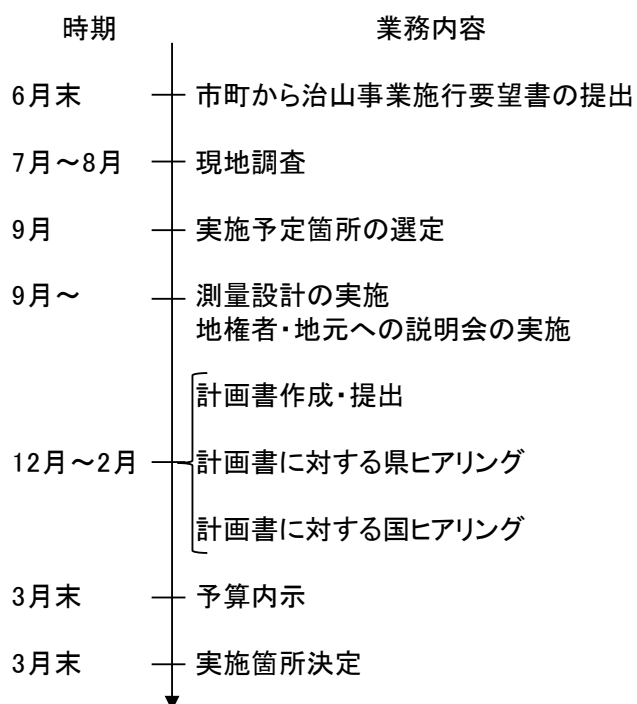 時期 業務内容
6月末 市町から治山事業施行要望書の提出
7月～8月 現地調査
9月 実施予定箇所の選定
9月～ 測量設計の実施
地権者・地元への説明会の実施
計画書作成・提出
12月～2月 計画書に対する県ヒアリング
計画書に対する国ヒアリング
3月末 予算内示
3月末 実施箇所決定